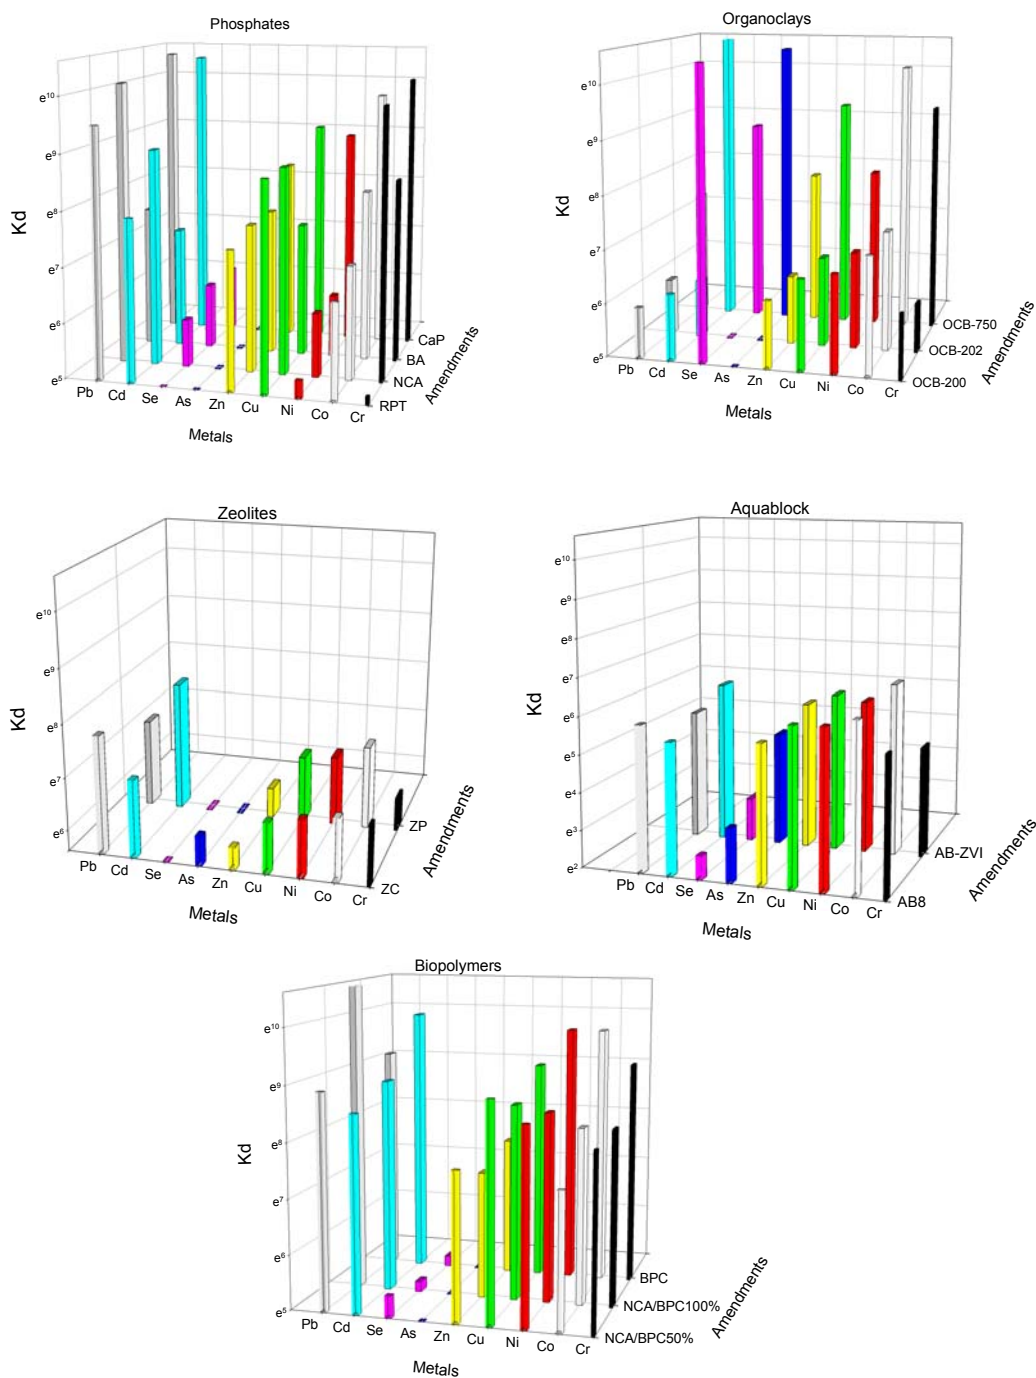 Phosphates
e10
e9
e8
e7
e6
e5
Kd
Pb Cd Se As Zn Cu Ni Co Cr
Metals
CaP
BA
NCA
RPT
Amendments
Organoclays
e10
e9
e8
e7
e6
e5
Kd
Pb Cd Se As Zn Cu Ni Co Cr
Metals
OCB-750
OCB-202
OCB-200
Amendments
Zeolites
e10
e9
e8
e7
e6
Kd
Pb Cd Se As Zn Cu Ni Co Cr
Metals
ZP
ZC
Amendments
Aquablock
e10
e9
e8
e7
e6
e5
e4
e3
e2
Kd
Pb Cd Se As Zn Cu Ni Co Cr
Metals
AB-ZVI
AB8
Amendments
Biopolymers
e10
e9
e8
e7
e6
e5
Kd
Pb Cd Se As Zn Cu Ni Co Cr
Metals
BPC
NCA/BPC100%
NCA/BPC50%
Amendments